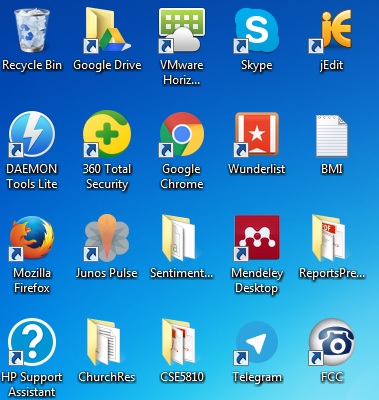 Recycle Bin
Google Drive
VMware
Horiz...
Skype
jEdit
DAEMON
Tools Lite
360 Total
Security
Google
Chrome
Wunderlist
BMI
Mozilla
Firefox
Junos Pulse
Sentiment...
Mendeley
Desktop
ReportsPre...
HP Support
Assistant
ChurchRes
CSE5810
Telegram
FCC